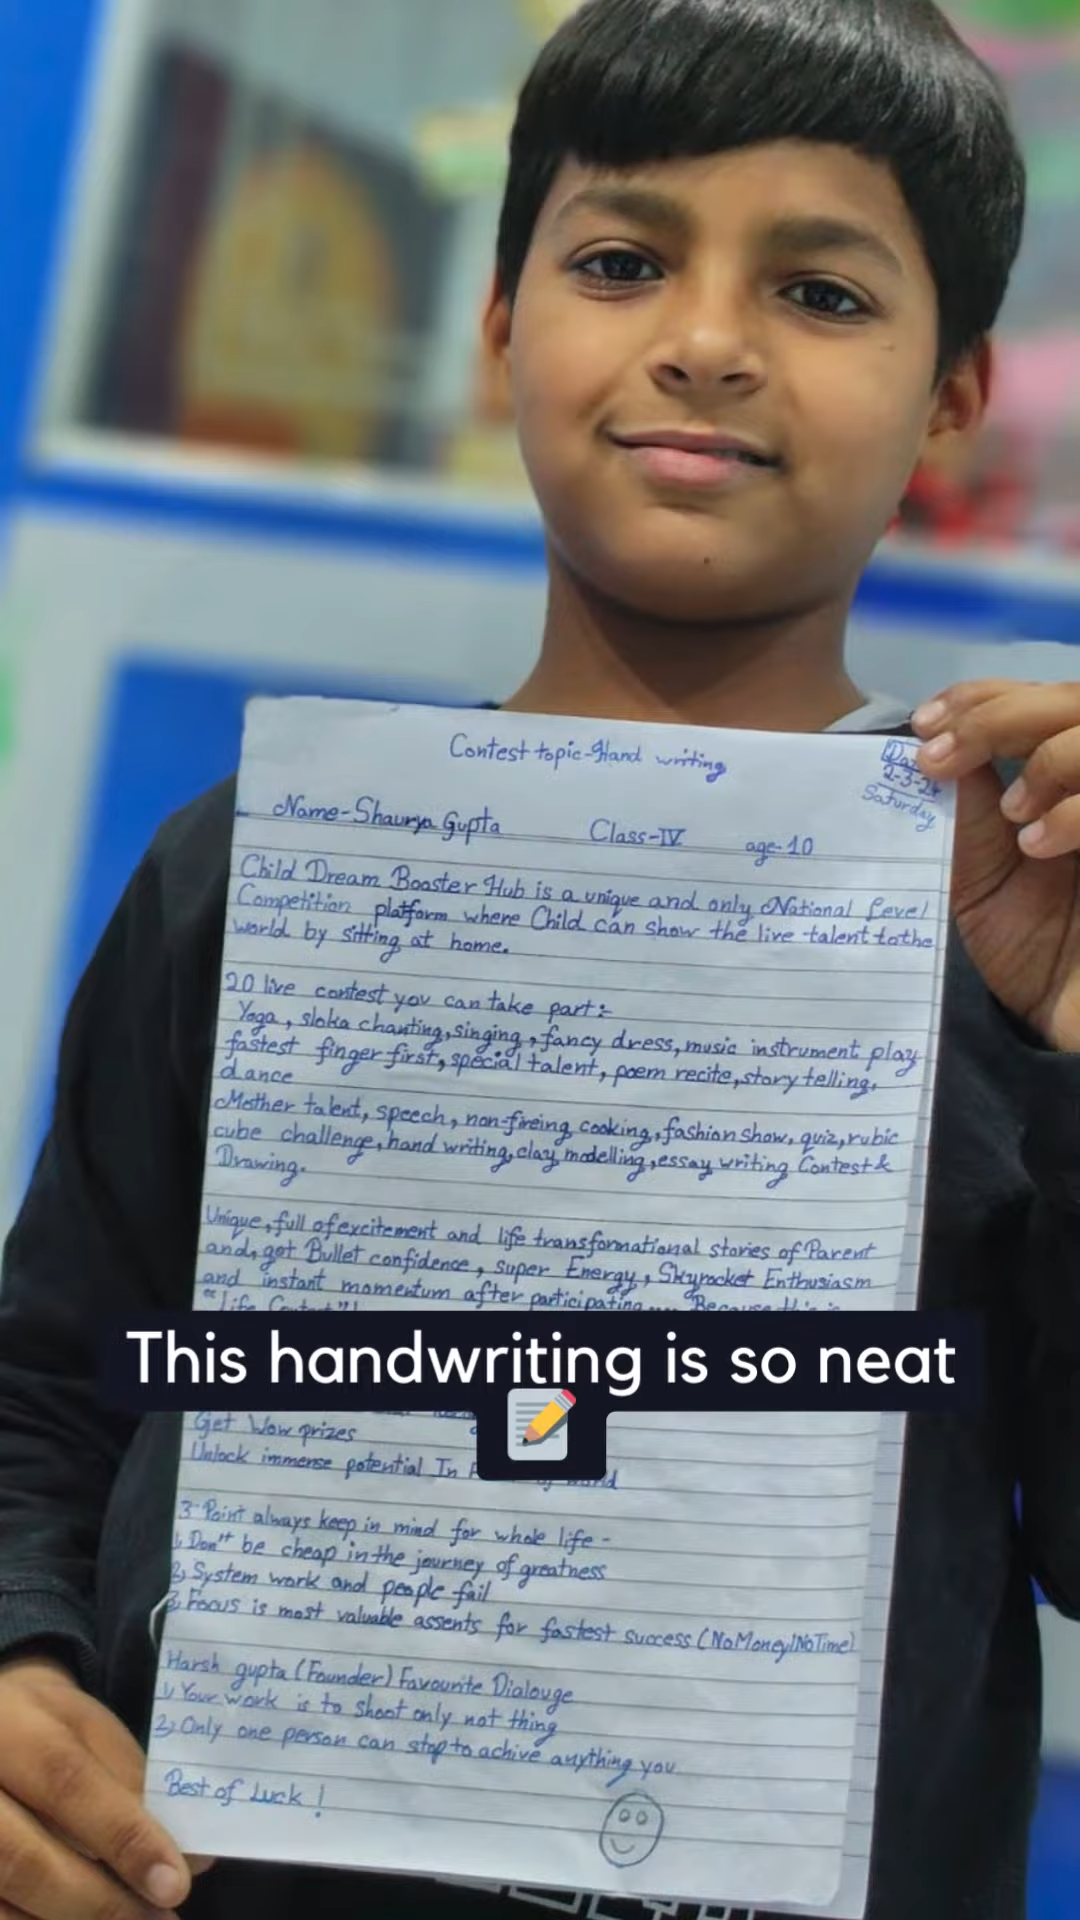 Contest topic-Hand writing
2-3-24
Saturday
Name-Shaurya Gupta Class-IV age-10
Child Dream Booster Hub is a unique and only National Level
Competition platform where Child can show the live talent to the
world by sitting at home.
20 live contest you can take part:-
Yoga, sloka chanting, singing, fancy dress, music instrument play
fastest finger first, special talent, poem recite, story telling,
dance
Mother talent, speech, non-fireing cooking, fashion show, quiz, rubic
cube challenge, hand writing, clay modelling, essay writing Contest &
Drawing.
Unique, full of excitement and life transformational stories of Parent
and, got Bullet confidence, super Energy, Skyrocket Enthusiasm
and instant momentum after participating.... Because this is
"Life
This handwriting is so neat
Get Wow prizes
Unlock immense potential In of world
3 Point always keep in mind for whole life -
1, Don't be cheap in the journey of greatness
2, System work and people fail
3, Focus is most valuable assents for fastest success (No Money/No Time)
Harsh gupta (Founder) Favourite Dialouge
1, Your work is to shoot only not thing
2, Only one person can stop to achive anything you
Best of Luck !